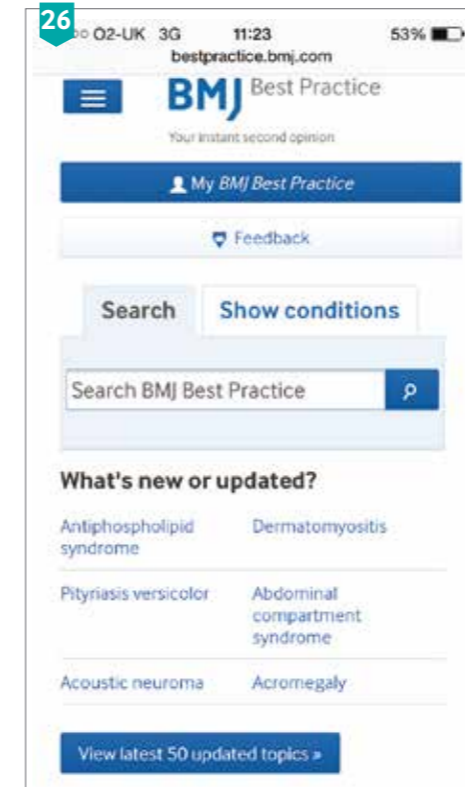 26
O2-UK 3G 11:23 53%
bestpractice.bmj.com
BMJ Best Practice
Your instant second opinion
My BMJ Best Practice
Feedback
Search Show conditions
Search BMJ Best Practice
What's new or updated?
Antiphospholipid syndrome
Dermatomyositis
Pityriasis versicolor
Abdominal compartment syndrome
Acoustic neuroma Acromegaly
View latest 50 updated topics »